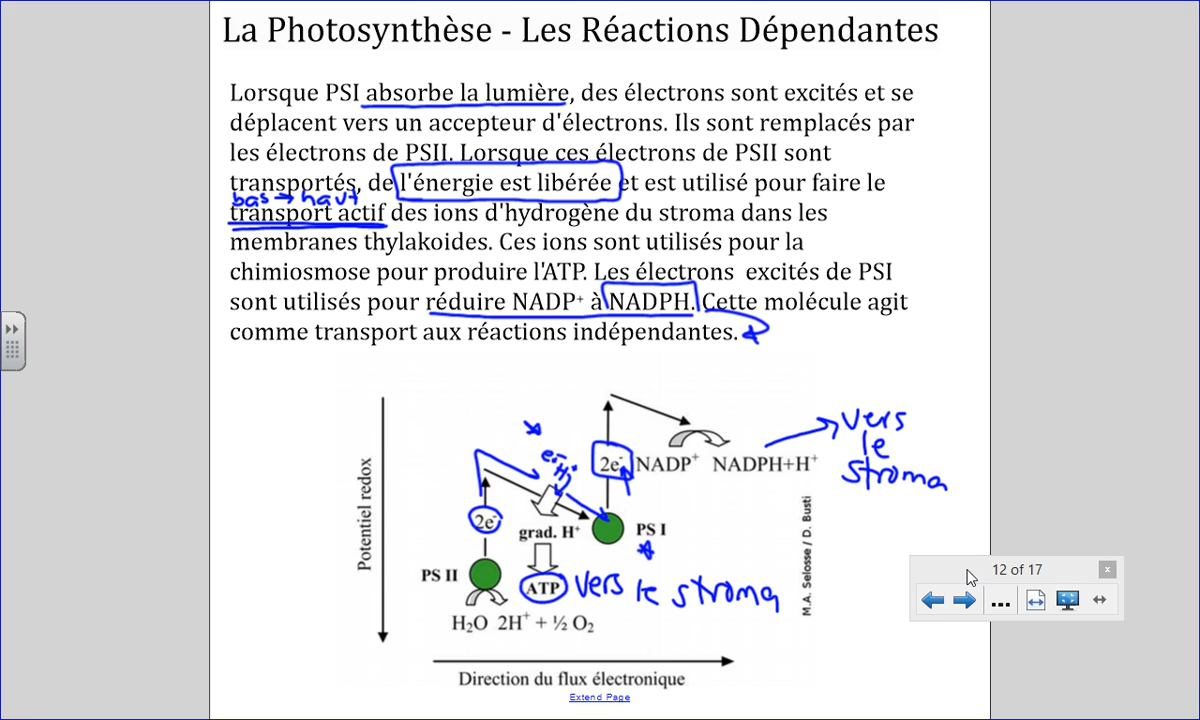 La Photosynthèse - Les Réactions Dépendantes
Lorsque PSI absorbe la lumière, des électrons sont excités et se
déplacent vers un accepteur d'électrons. Ils sont remplacés par
les électrons de PSII. Lorsque ces électrons de PSII sont
transportés, de l'énergie est libérée et est utilisé pour faire le
bas → haut
transport actif des ions d'hydrogène du stroma dans les
membranes thylakoides. Ces ions sont utilisés pour la
chimiosmose pour produire l'ATP. Les électrons excités de PSI
sont utilisés pour réduire NADP⁺ à NADPH. Cette molécule agit
comme transport aux réactions indépendantes.
vers
le
stroma
Potentiel redox
2e⁻ NADP⁺ NADPH+H⁺
2e⁻
grad. H⁺
PS I
PS II
ATP
vers le stroma
H₂O 2H⁺ + ½ O₂
M.A. Selosse / D. Busti
Direction du flux électronique
Extend Page
12 of 17